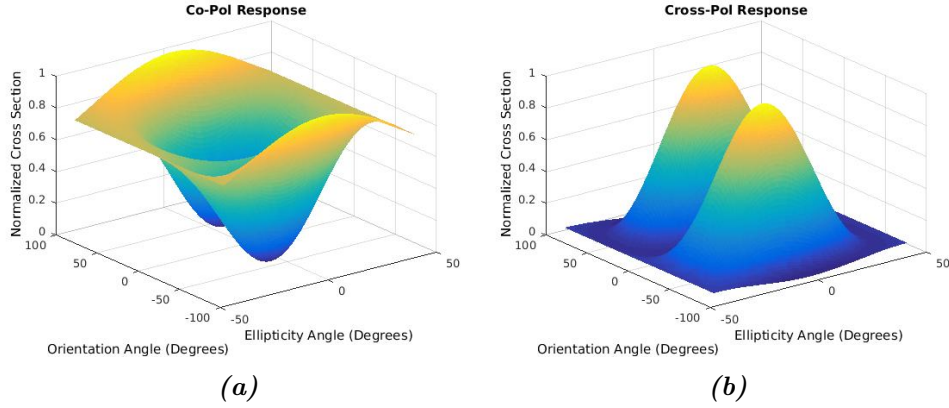 Co-Pol Response
Normalized Cross Section
1
0.8
0.6
0.4
0.2
0
100
50
0
-50
-100
-50
0
50
Orientation Angle (Degrees)
Ellipticity Angle (Degrees)
(a)
Cross-Pol Response
Normalized Cross Section
1
0.8
0.6
0.4
0.2
0
100
50
0
-50
-100
-50
0
50
Orientation Angle (Degrees)
Ellipticity Angle (Degrees)
(b)